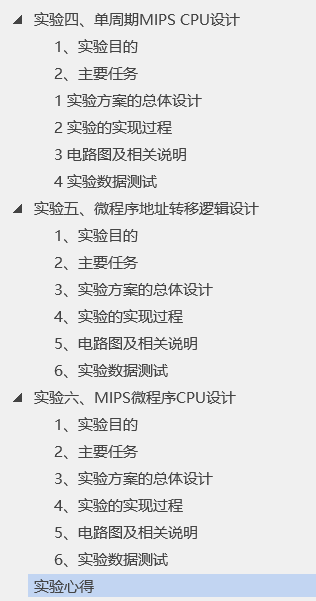 实验四、单周期MIPS CPU设计
1、实验目的
2、主要任务
1 实验方案的总体设计
2 实验的实现过程
3 电路图及相关说明
4 实验数据测试
实验五、微程序地址转移逻辑设计
1、实验目的
2、主要任务
3、实验方案的总体设计
4、实验的实现过程
5、电路图及相关说明
6、实验数据测试
实验六、MIPS微程序CPU设计
1、实验目的
2、主要任务
3、实验方案的总体设计
4、实验的实现过程
5、电路图及相关说明
6、实验数据测试
实验心得